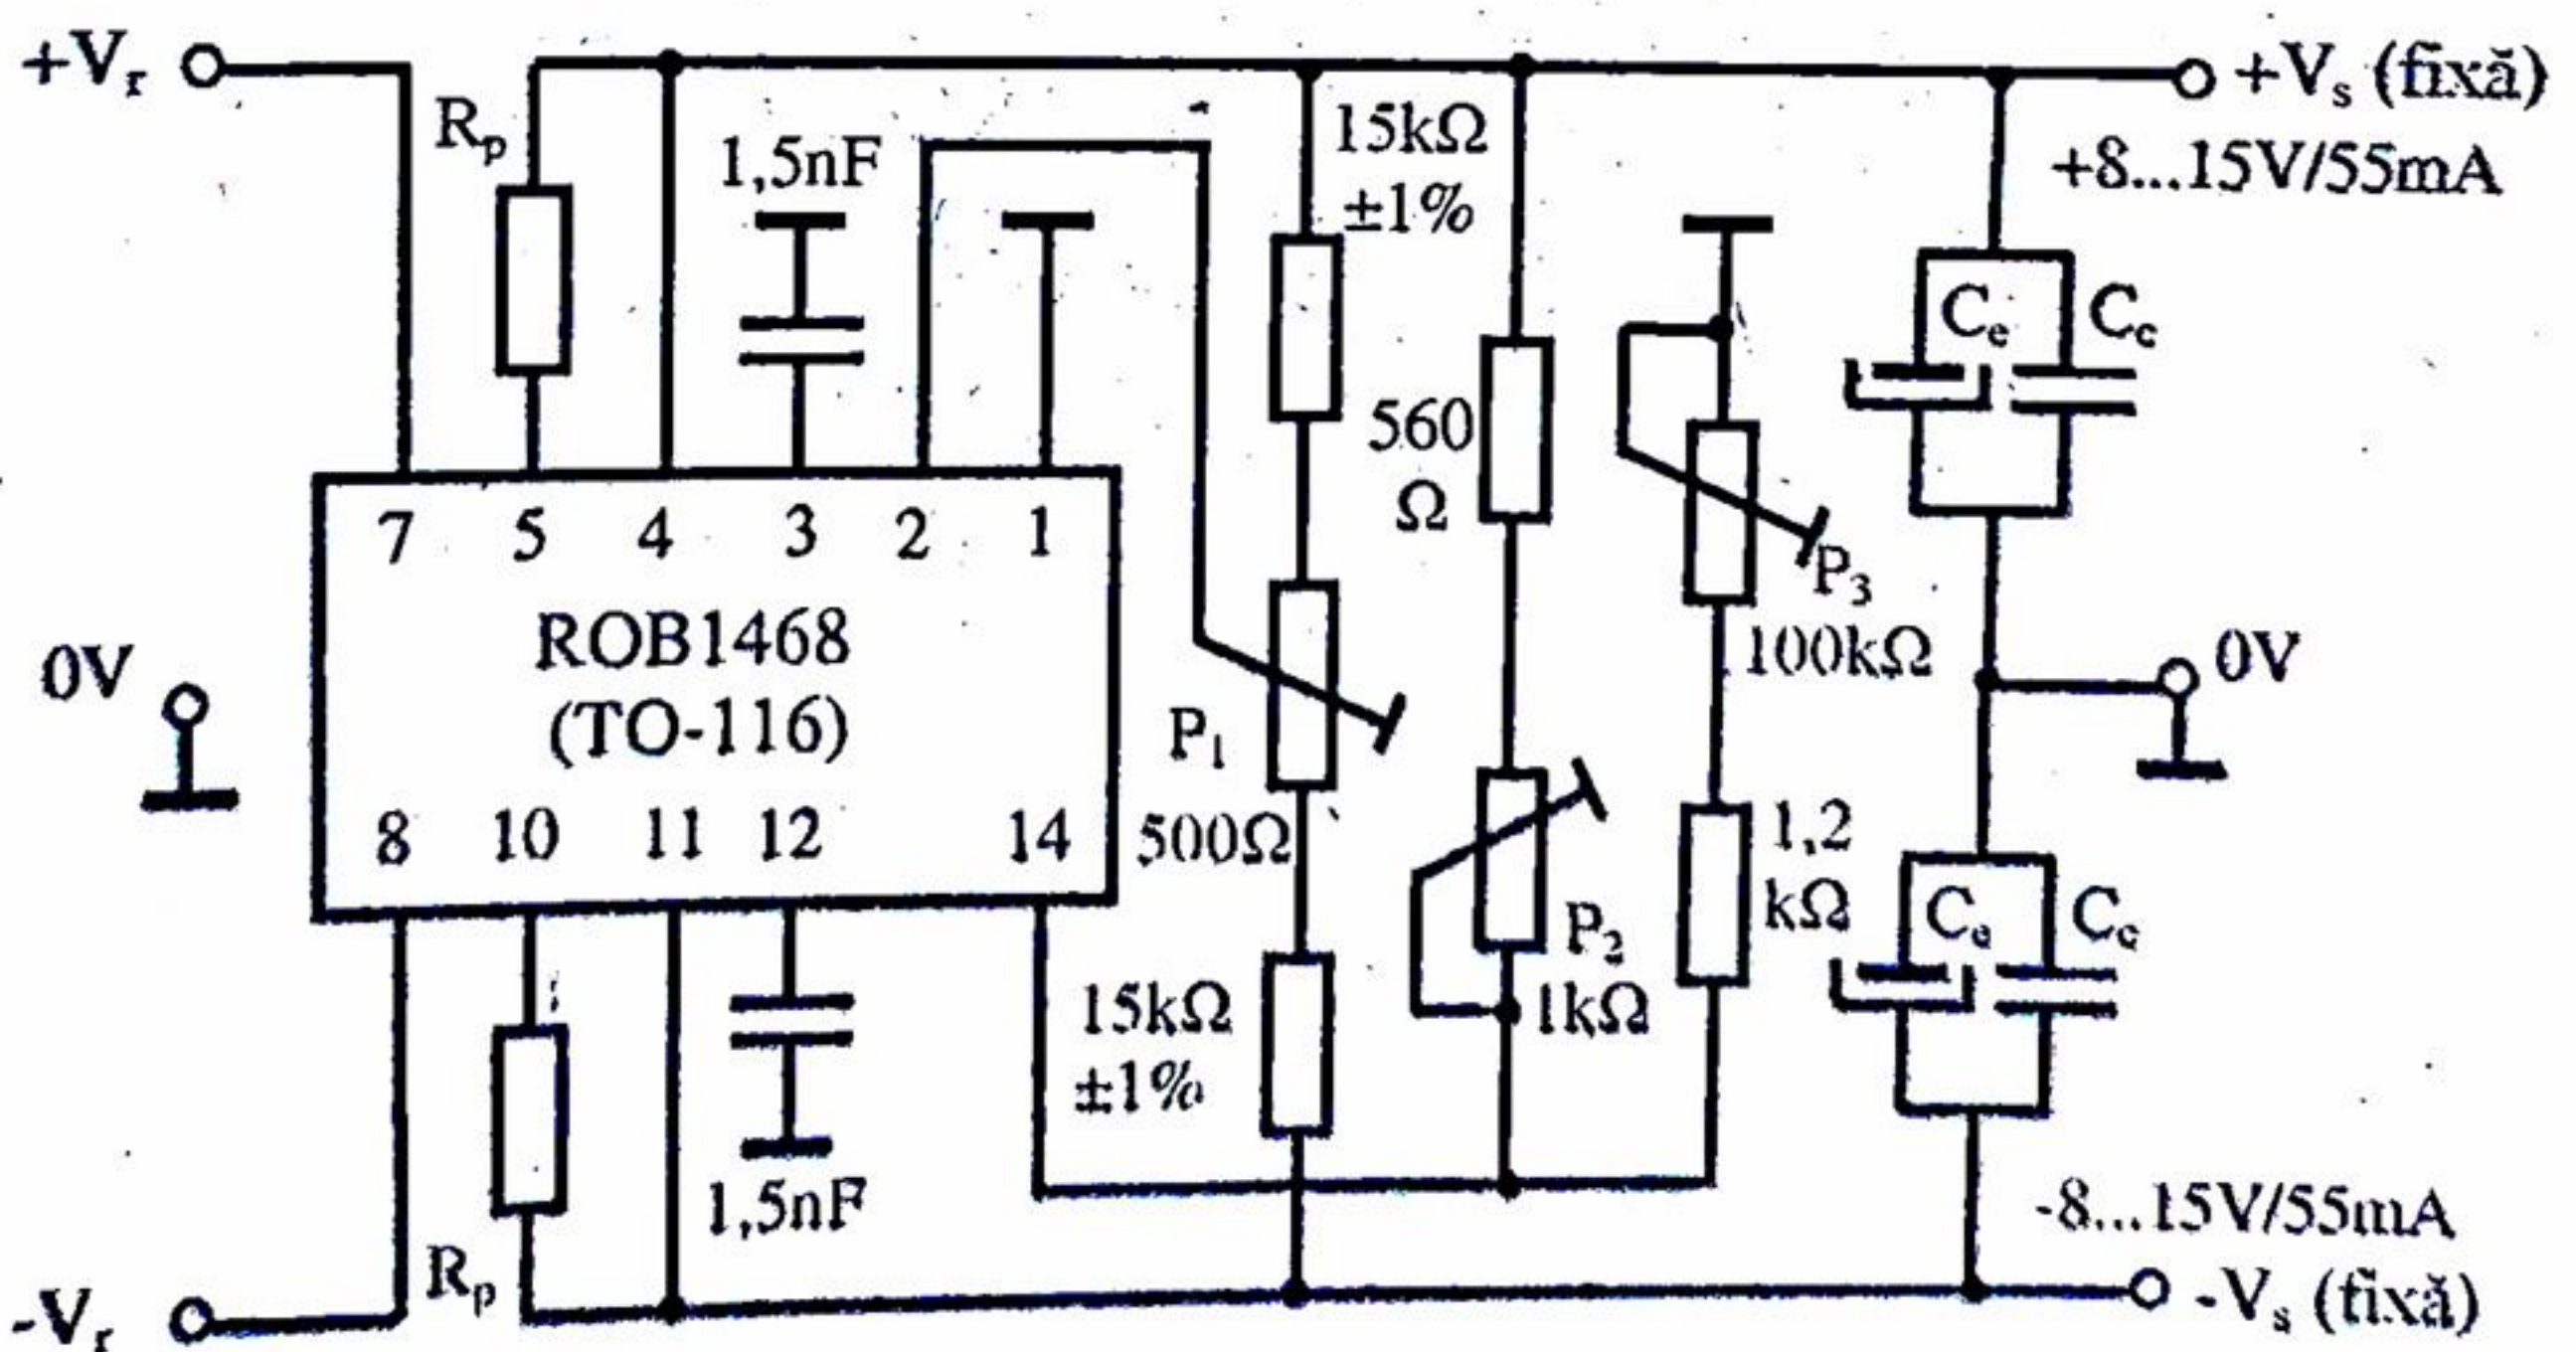 +Vr
+Vs (fixă)
Rp
15kΩ
±1%
1,5nF
+8...15V/55mA
Ce
Cc
560
Ω
7 5 4 3 2 1
P3
100kΩ
ROB1468
(TO-116)
0V
0V
P1
500Ω
8 10 11 12 14
1,2
kΩ
P2
1kΩ
Ce
Cc
15kΩ
±1%
1,5nF
-8...15V/55mA
Rp
-Vr
-Vs (fixă)